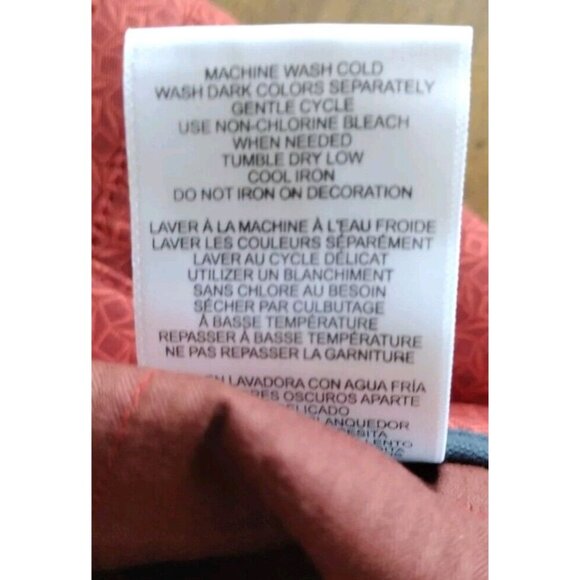 MACHINE WASH COLD
WASH DARK COLORS SEPARATELY
GENTLE CYCLE
USE NON-CHLORINE BLEACH
WHEN NEEDED
TUMBLE DRY LOW
COOL IRON
DO NOT IRON ON DECORATION
LAVER À LA MACHINE À L'EAU FROIDE
LAVER LES COULEURS SÉPARÉMENT
LAVER AU CYCLE DÉLICAT
UTILIZER UN BLANCHIMENT
SANS CHLORE AU BESOIN
SÉCHER PAR CULBUTAGE
À BASSE TEMPÉRATURE
REPASSER À BASSE TEMPÉRATURE
NE PAS REPASSER LA GARNITURE
LAVADORA CON AGUA FRÍA
OSCUROS APARTE